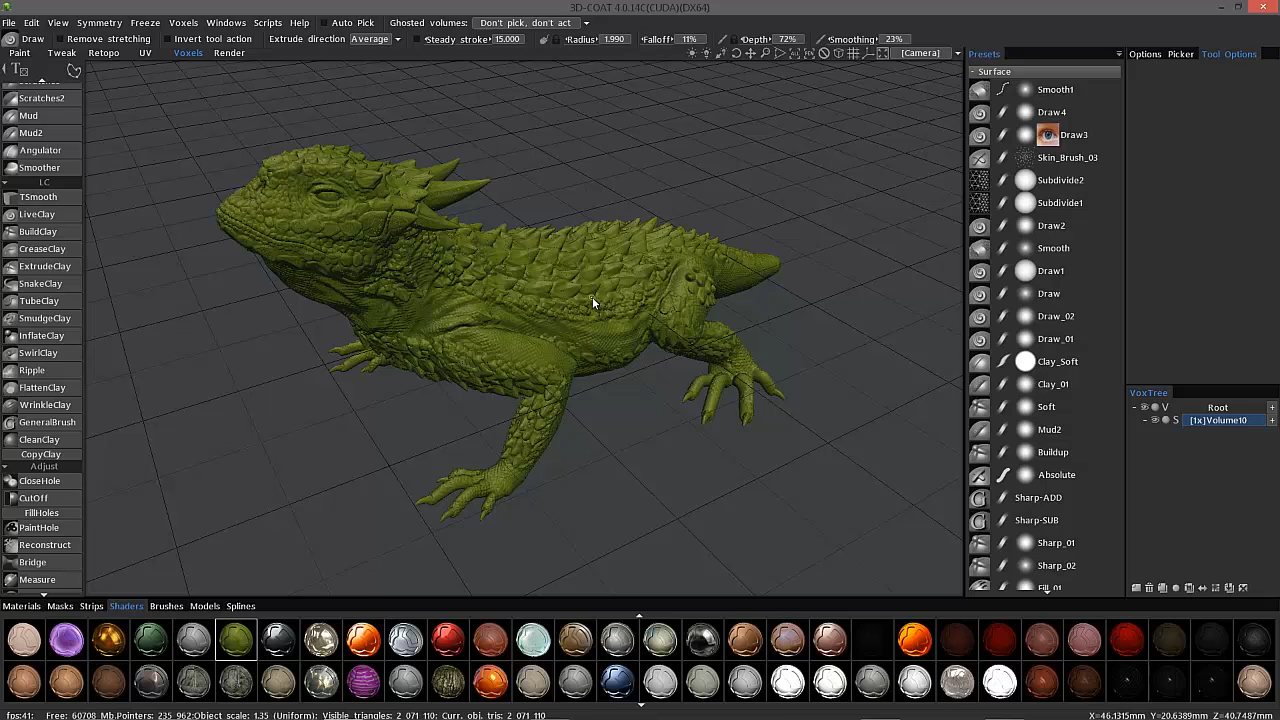 3D-COAT 4.0.14C(CUDA)(DX64)
File Edit View Symmetry Freeze Voxels Windows Scripts Help Auto Pick Ghosted volumes: Don't pick, don't act
Draw Remove stretching Invert tool action Extrude direction Average Steady stroke 15.000 Radius 1.990 Falloff 11% Depth 72% Smoothing 23%
Paint Tweak Retopo UV Voxels Render [Camera]
Presets
Options Picker Tool Options
Surface
Scratches2
Mud
Mud2
Angulator
Smoother
LC
TSmooth
LiveClay
BuildClay
CreaseClay
ExtrudeClay
SnakeClay
TubeClay
SmudgeClay
InflateClay
SwirlClay
Ripple
FlattenClay
WrinkleClay
GeneralBrush
CleanClay
CopyClay
Adjust
CloseHole
CutOff
FillHoles
PaintHole
Reconstruct
Bridge
Measure
Smooth1
Draw4
Draw3
Skin_Brush_03
Subdivide2
Subdivide1
Draw2
Smooth
Draw1
Draw
Draw_02
Draw_01
Clay_Soft
Clay_01
Soft
Mud2
Buildup
Absolute
Sharp-ADD
Sharp-SUB
Sharp_01
Sharp_02
Fill_01
VoxTree
V Root +
S [1x]Volume10 +
Materials Masks Strips Shaders Brushes Models Splines
fps:41; Free: 60708 Mb.Pointers: 235 962;Object scale: 1.35 (Uniform); Visible triangles: 2 071 110; Curr. obj. tris: 2 071 110;
X=46.1315mm Y=20.6389mm Z=40.7487mm